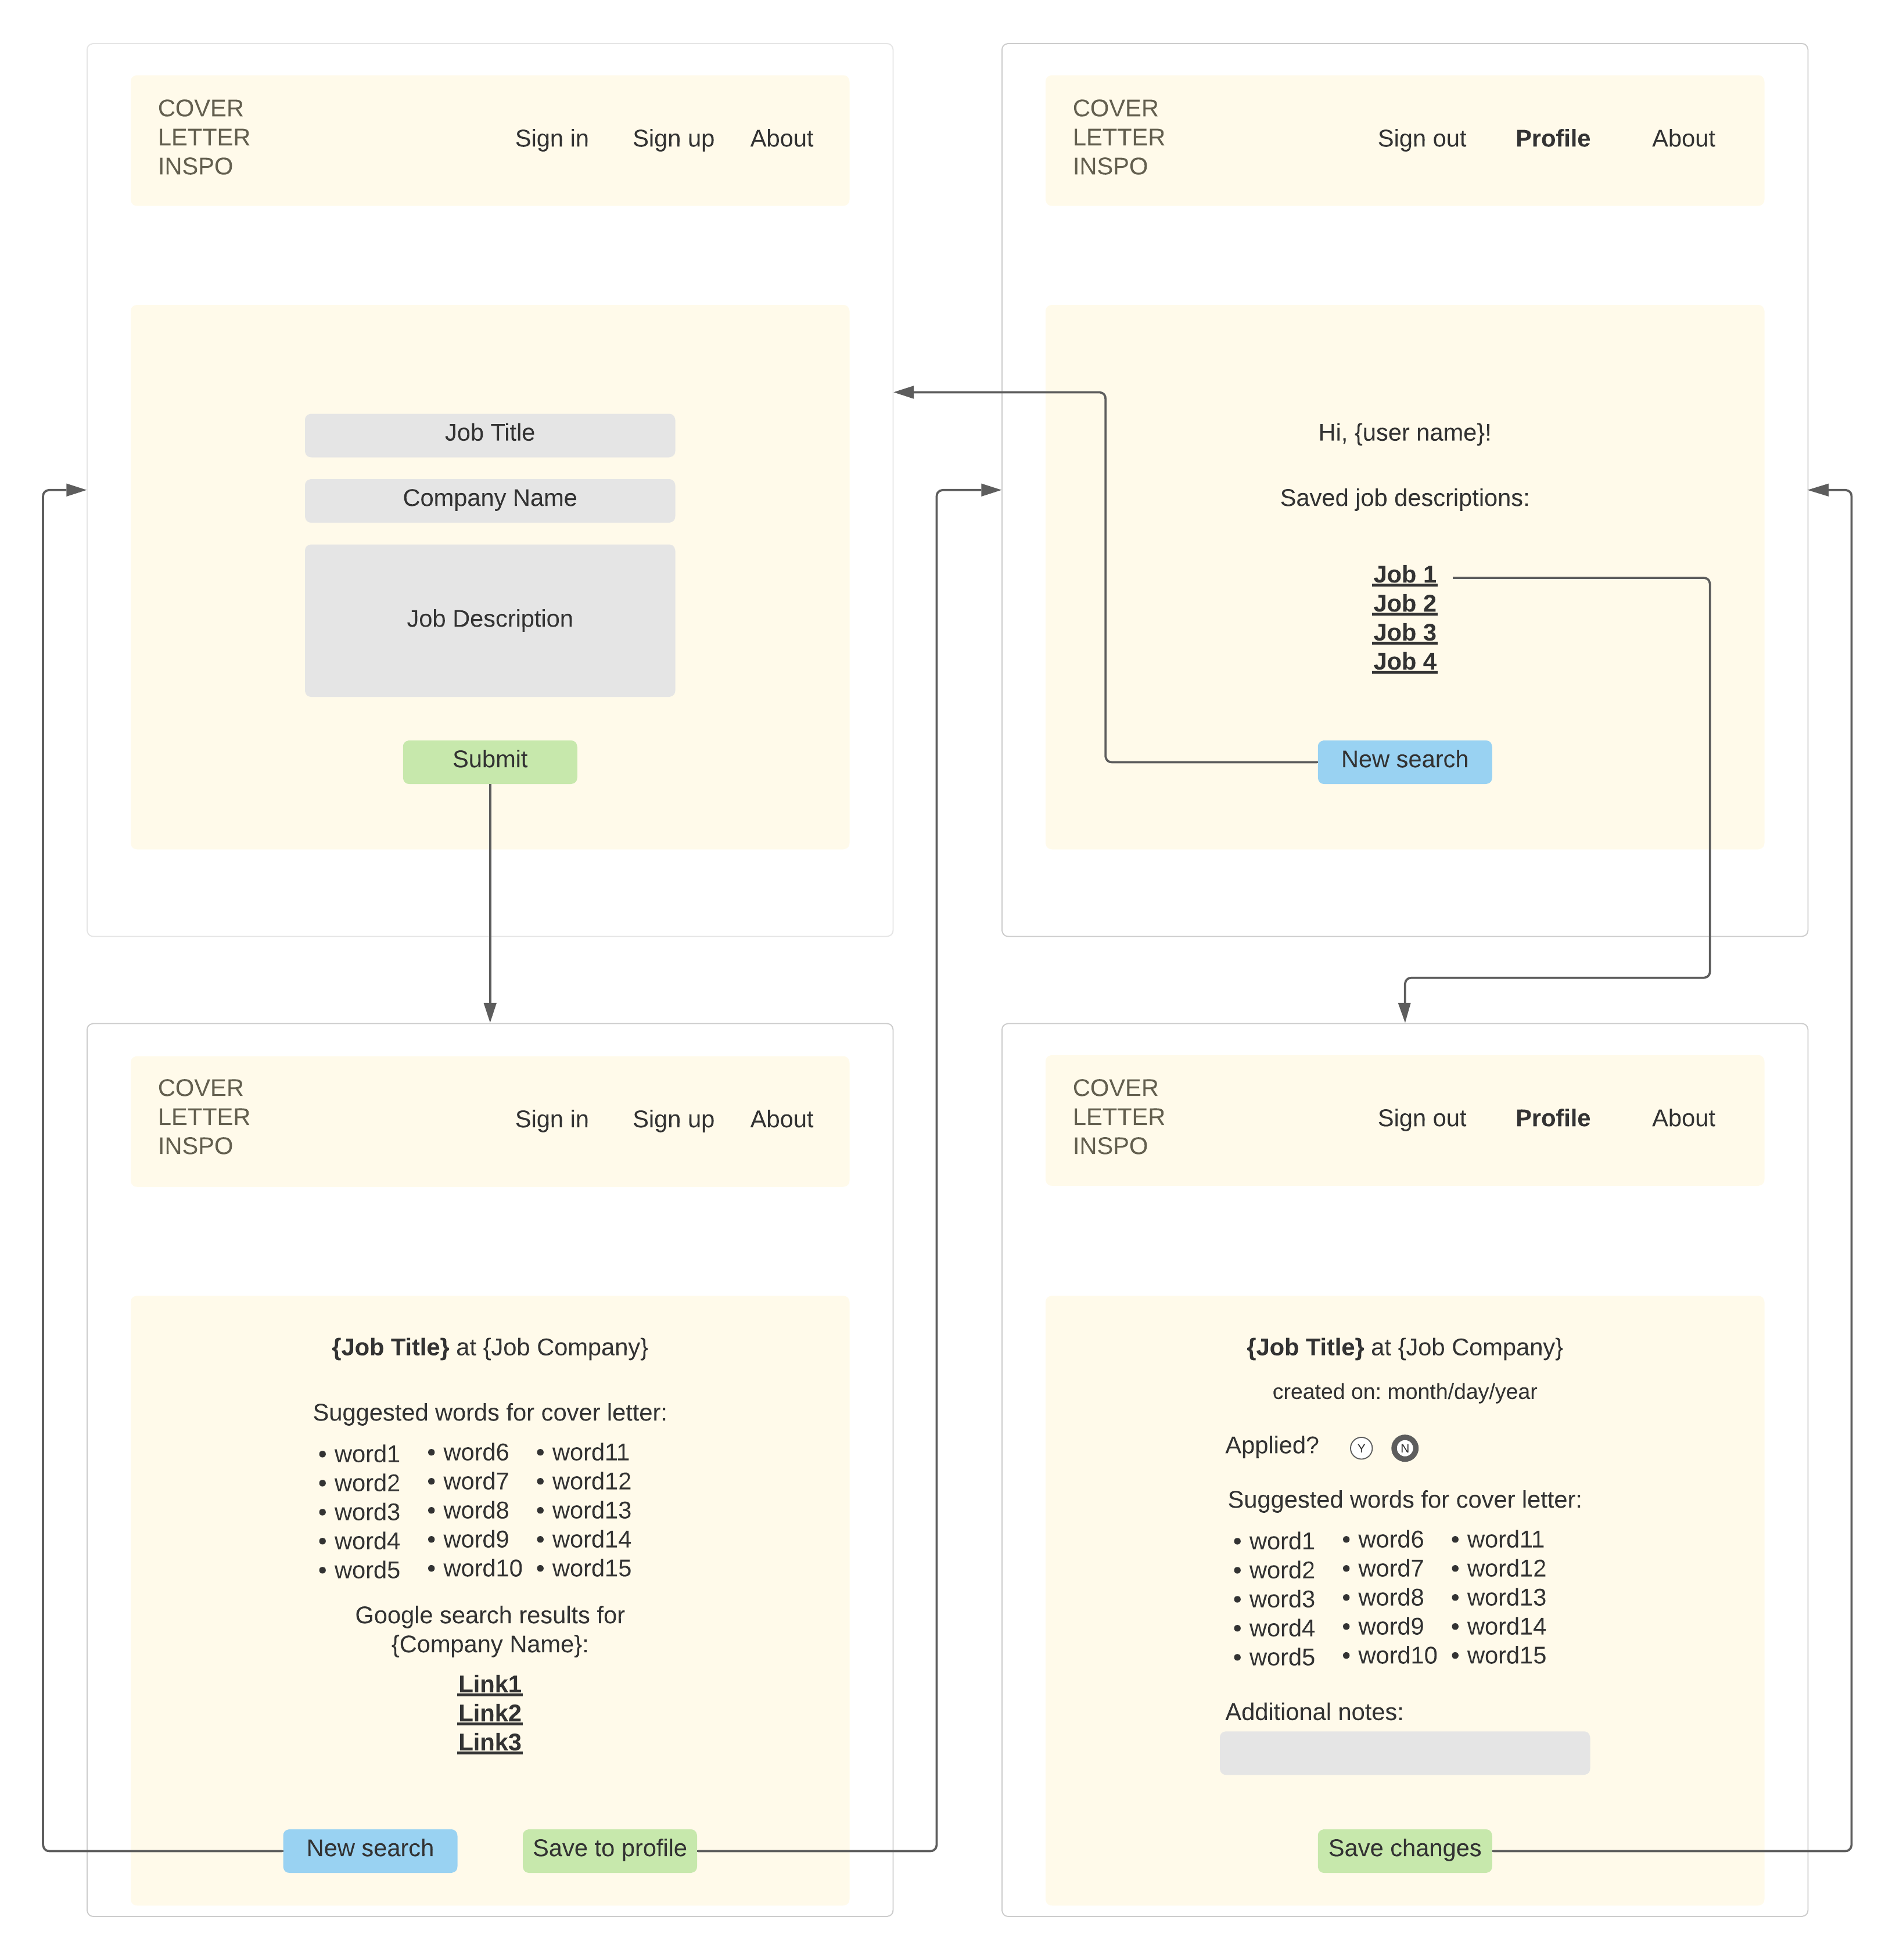 COVER
LETTER
INSPO
Sign in Sign up About
Job Title
Company Name
Job Description
Submit
COVER
LETTER
INSPO
Sign out Profile About
Hi, {user name}!
Saved job descriptions:
Job 1
Job 2
Job 3
Job 4
New search
COVER
LETTER
INSPO
Sign in Sign up About
{Job Title} at {Job Company}
Suggested words for cover letter:
• word1 • word6 • word11
• word2 • word7 • word12
• word3 • word8 • word13
• word4 • word9 • word14
• word5 • word10 • word15
Google search results for
{Company Name}:
Link1
Link2
Link3
New search Save to profile
COVER
LETTER
INSPO
Sign out Profile About
{Job Title} at {Job Company}
created on: month/day/year
Applied? Y N
Suggested words for cover letter:
• word1 • word6 • word11
• word2 • word7 • word12
• word3 • word8 • word13
• word4 • word9 • word14
• word5 • word10 • word15
Additional notes:
Save changes